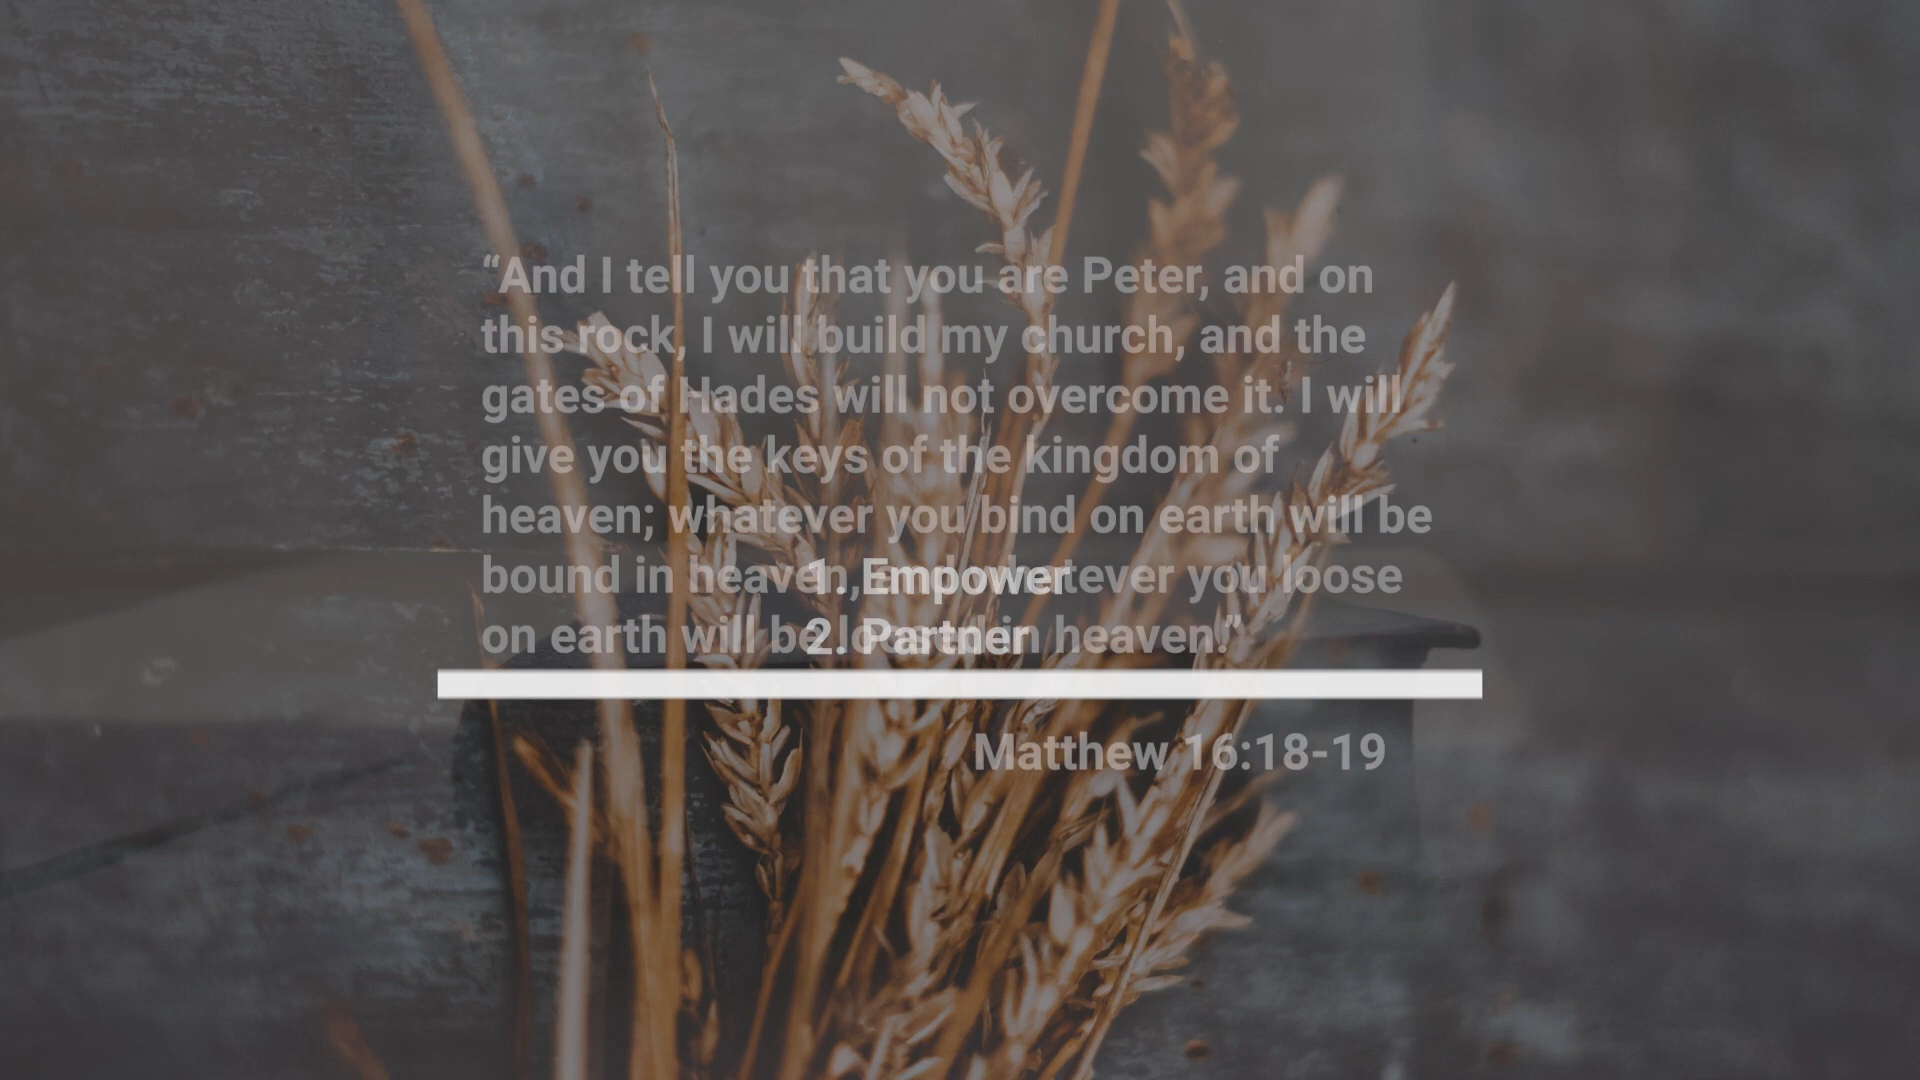 “And I tell you that you are Peter, and on
this rock, I will build my church, and the
gates of Hades will not overcome it. I will
give you the keys of the kingdom of
heaven; whatever you bind on earth will be
bound in heaven, you loose
1. Empower
on earth will be in heaven.”
2. Partner
Matthew 16:18-19